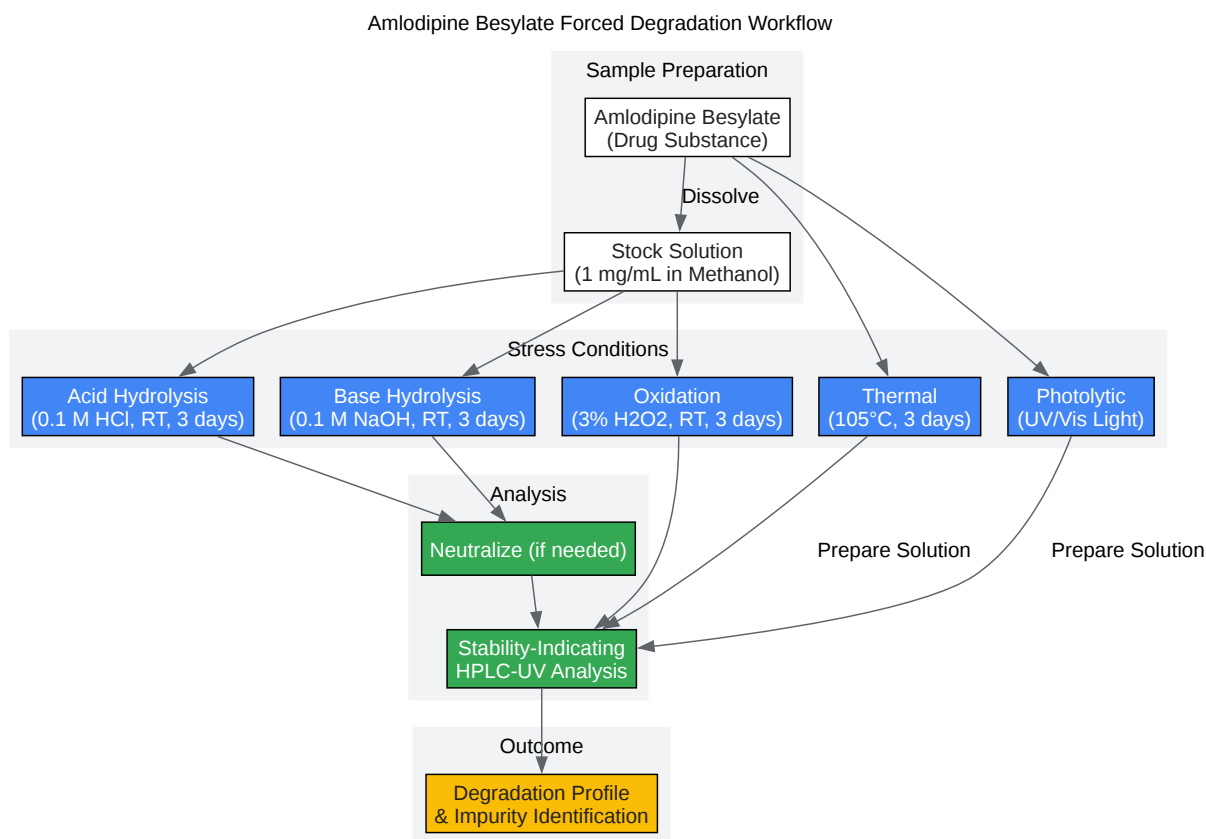 Amlodipine Besylate Forced Degradation Workflow
Sample Preparation
Amlodipine Besylate
(Drug Substance)
Dissolve
Stock Solution
(1 mg/mL in Methanol)
Stress Conditions
Acid Hydrolysis
(0.1 M HCl, RT, 3 days)
Base Hydrolysis
(0.1 M NaOH, RT, 3 days)
Oxidation
(3% H2O2, RT, 3 days)
Thermal
(105°C, 3 days)
Photolytic
(UV/Vis Light)
Analysis
Neutralize (if needed)
Prepare Solution
Prepare Solution
Stability-Indicating
HPLC-UV Analysis
Outcome
Degradation Profile
& Impurity Identification